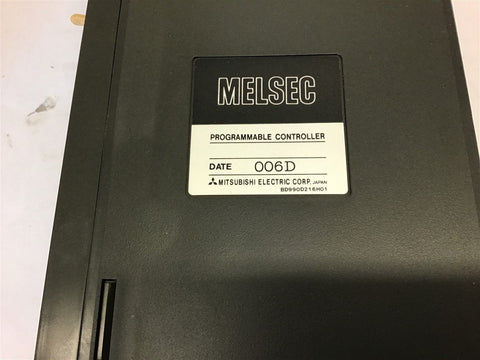 MELSEC
PROGRAMMABLE CONTROLLER
DATE 006D
MITSUBISHI ELECTRIC CORP. JAPAN
BD990D216H01